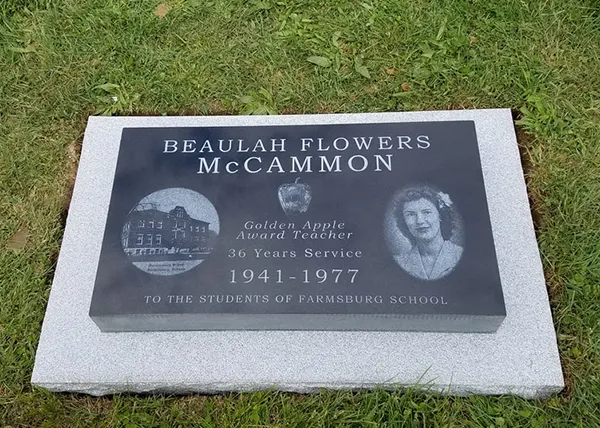 BEAULAH FLOWERS
McCAMMON
Golden Apple
Award Teacher
36 Years Service
1941-1977
TO THE STUDENTS OF FARMSBURG SCHOOL